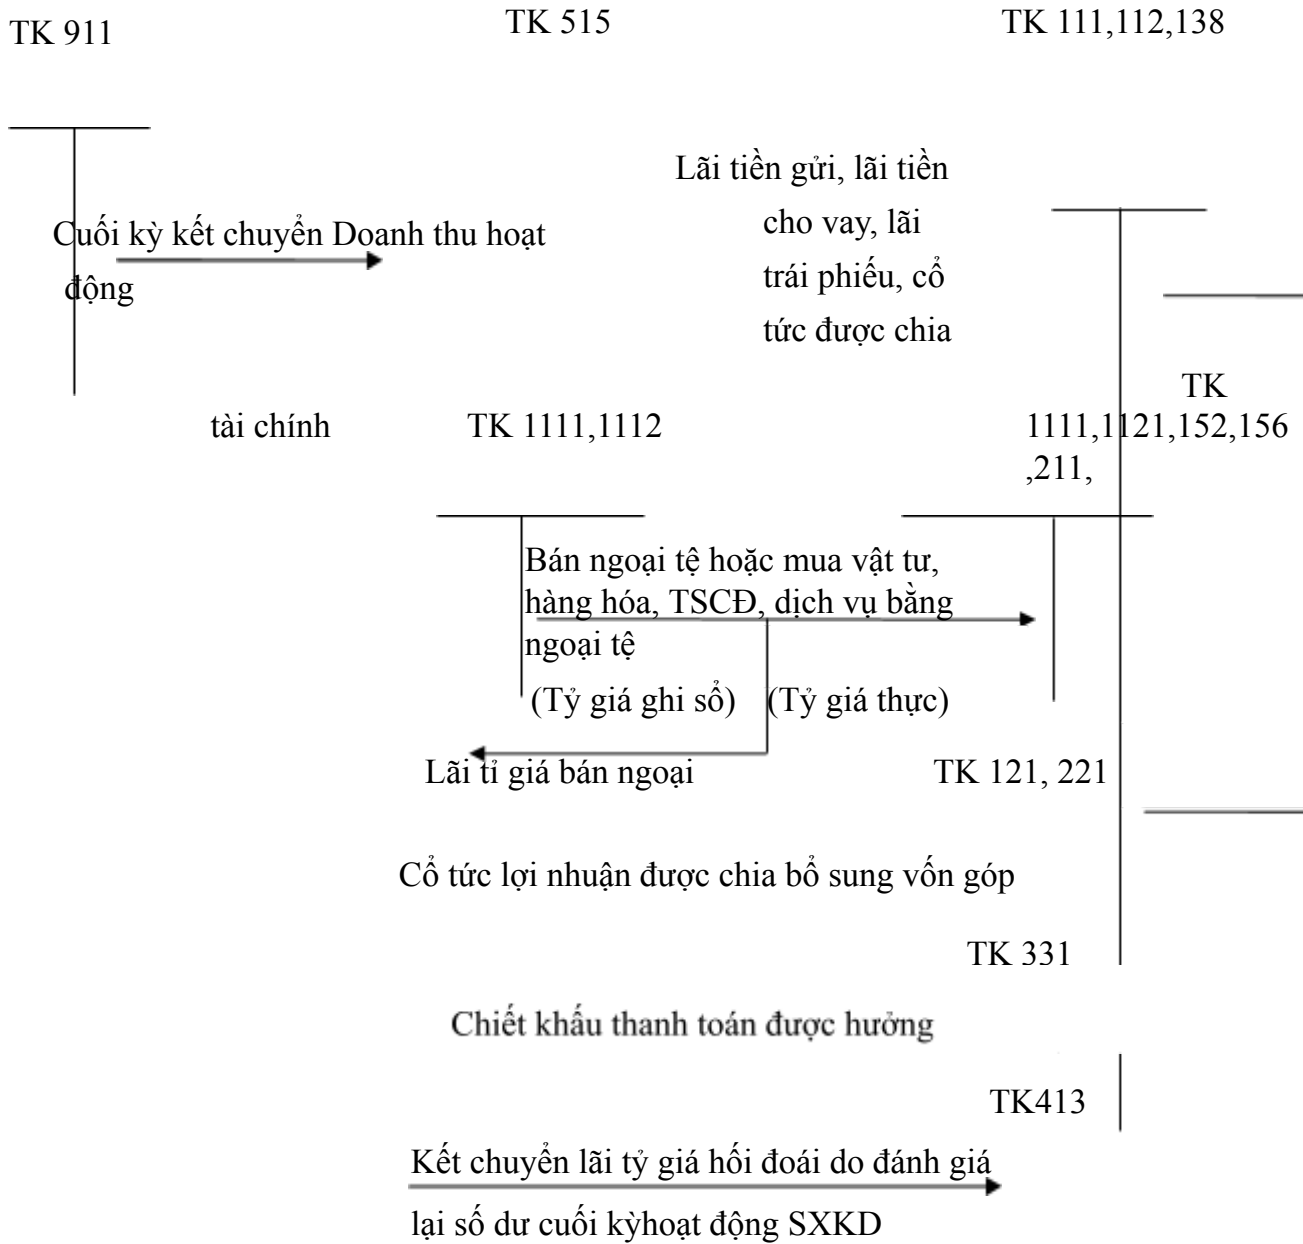 TK 911
TK 515
TK 111,112,138
Lãi tiền gửi, lãi tiền
cho vay, lãi
trái phiếu, cổ
tức được chia
Cuối kỳ kết chuyển Doanh thu hoạt
động
tài chính
TK 1111,1112
TK
1111,1121,152,156
,211,
Bán ngoại tệ hoặc mua vật tư,
hàng hóa, TSCĐ, dịch vụ bằng
ngoại tệ
(Tỷ giá ghi sổ) (Tỷ giá thực)
Lãi tỉ giá bán ngoại
TK 121, 221
Cổ tức lợi nhuận được chia bổ sung vốn góp
TK 331
Chiết khấu thanh toán được hưởng
TK413
Kết chuyển lãi tỷ giá hối đoái do đánh giá
lại số dư cuối kỳhoạt động SXKD